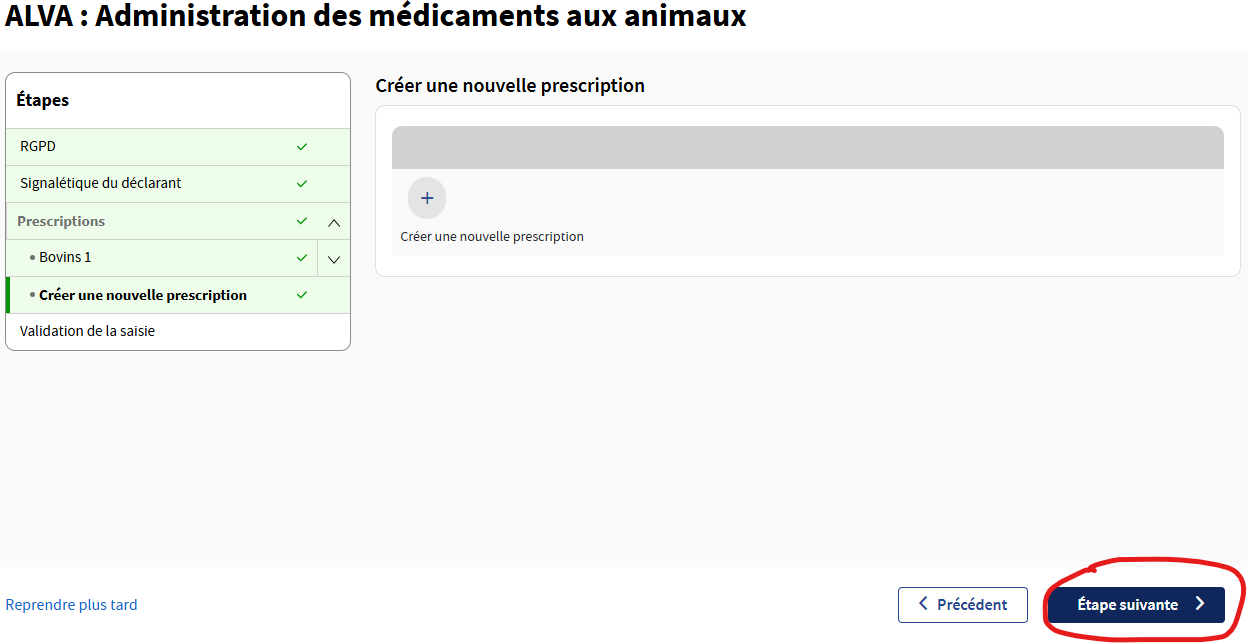 ALVA : Administration des médicaments aux animaux
Étapes
RGPD
Signalétique du déclarant
Prescriptions
• Bovins 1
• Créer une nouvelle prescription
Validation de la saisie
Créer une nouvelle prescription
+
Créer une nouvelle prescription
Reprendre plus tard
Précédent
Étape suivante